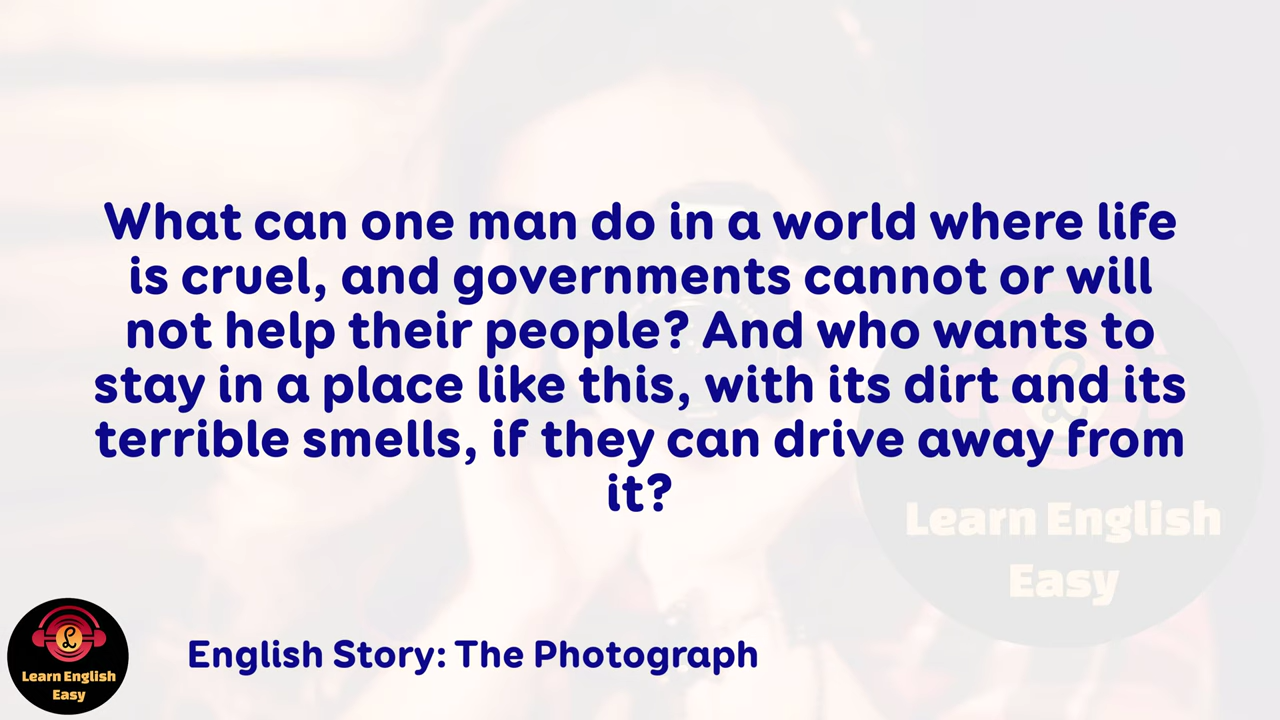 What can one man do in a world where life
is cruel, and governments cannot or will
not help their people? And who wants to
stay in a place like this, with its dirt and its
terrible smells, if they can drive away from
it?
Learn English
Easy
Learn English
Easy
English Story: The Photograph